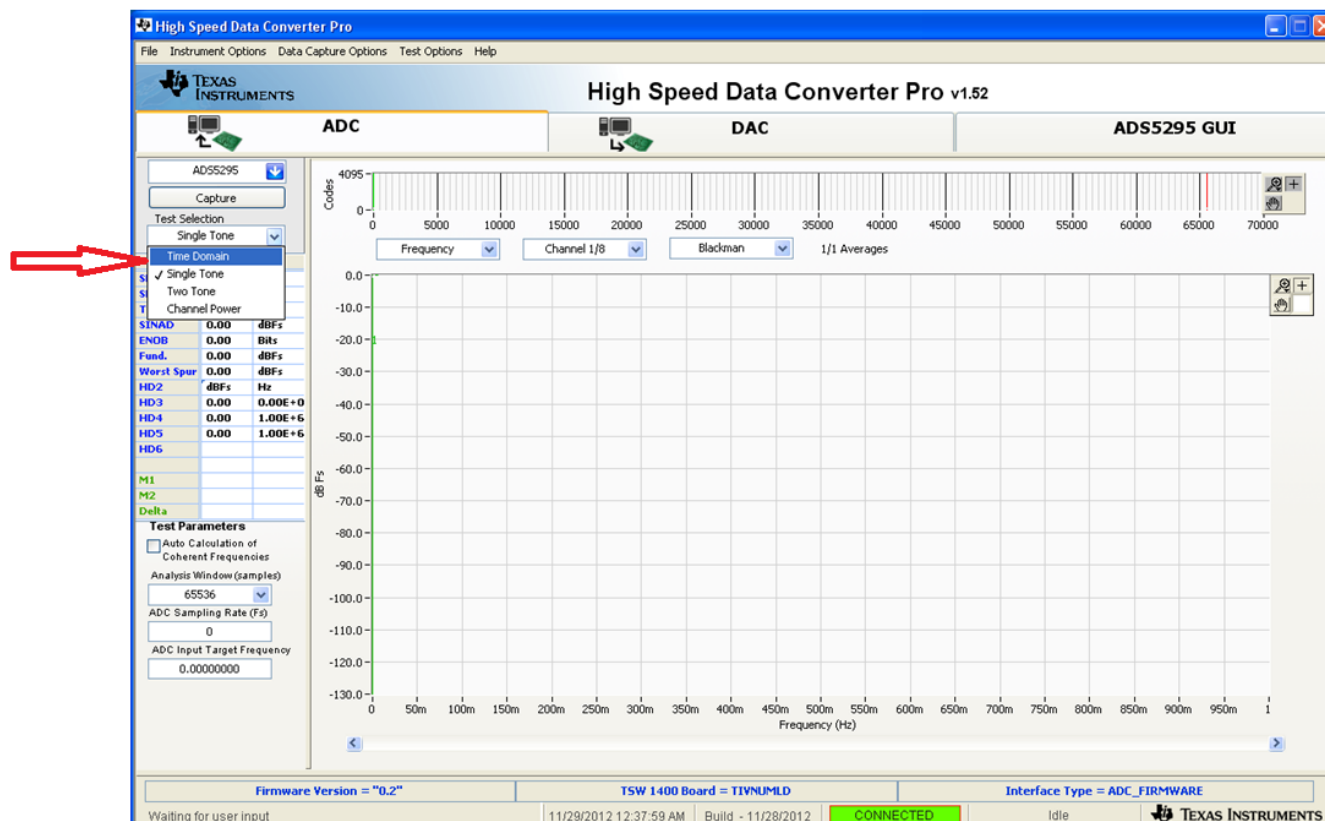 High Speed Data Converter Pro
File Instrument Options Data Capture Options Test Options Help
TEXAS INSTRUMENTS
High Speed Data Converter Pro v1.52
ADC
DAC
ADS5295 GUI
ADS5295
Capture
Test Selection
Single Tone
Time Domain
✓ Single Tone
Two Tone
Channel Power
SINAD 0.00 dBFs
ENOB 0.00 Bits
Fund. 0.00 dBFs
Worst Spur 0.00 dBFs
HD2 dBFs Hz
HD3 0.00 0.00E+0
HD4 0.00 1.00E+6
HD5 0.00 1.00E+6
HD6
M1
M2
Delta
Test Parameters
Auto Calculation of
Coherent Frequencies
Analysis Window (samples)
65536
ADC Sampling Rate (Fs)
0
ADC Input Target Frequency
0.00000000
Codes
4095
0
0 5000 10000 15000 20000 25000 30000 35000 40000 45000 50000 55000 60000 65000 70000
Frequency Channel 1/8 Blackman 1/1 Averages
dB Fs
0.0
-10.0
-20.0
1
-30.0
-40.0
-50.0
-60.0
-70.0
-80.0
-90.0
-100.0
-110.0
-120.0
-130.0
0 50m 100m 150m 200m 250m 300m 350m 400m 450m 500m 550m 600m 650m 700m 750m 800m 850m 900m 950m 1
Frequency (Hz)
Firmware Version = "0.2" TSW 1400 Board = TIVNUMLD Interface Type = ADC_FIRMWARE
Waiting for user input 11/29/2012 12:37:59 AM Build - 11/28/2012 CONNECTED Idle TEXAS INSTRUMENTS